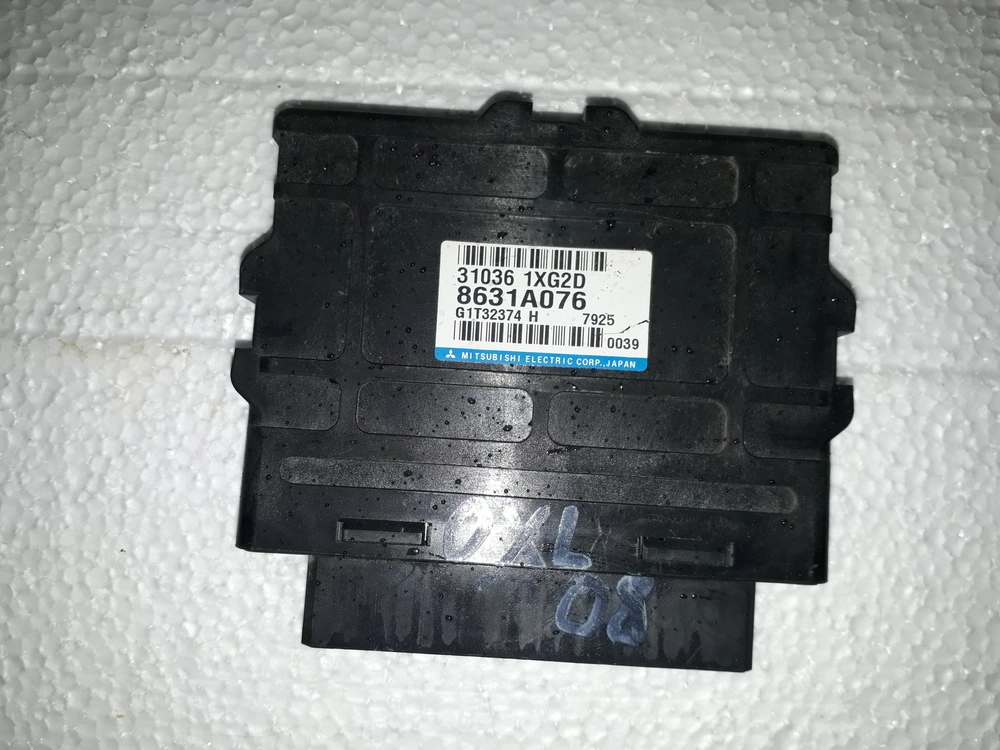 31036 1XG2D
8631A076
G1T32374 H 7925
0039
MITSUBISHI ELECTRIC CORP.,JAPAN
OXL
08